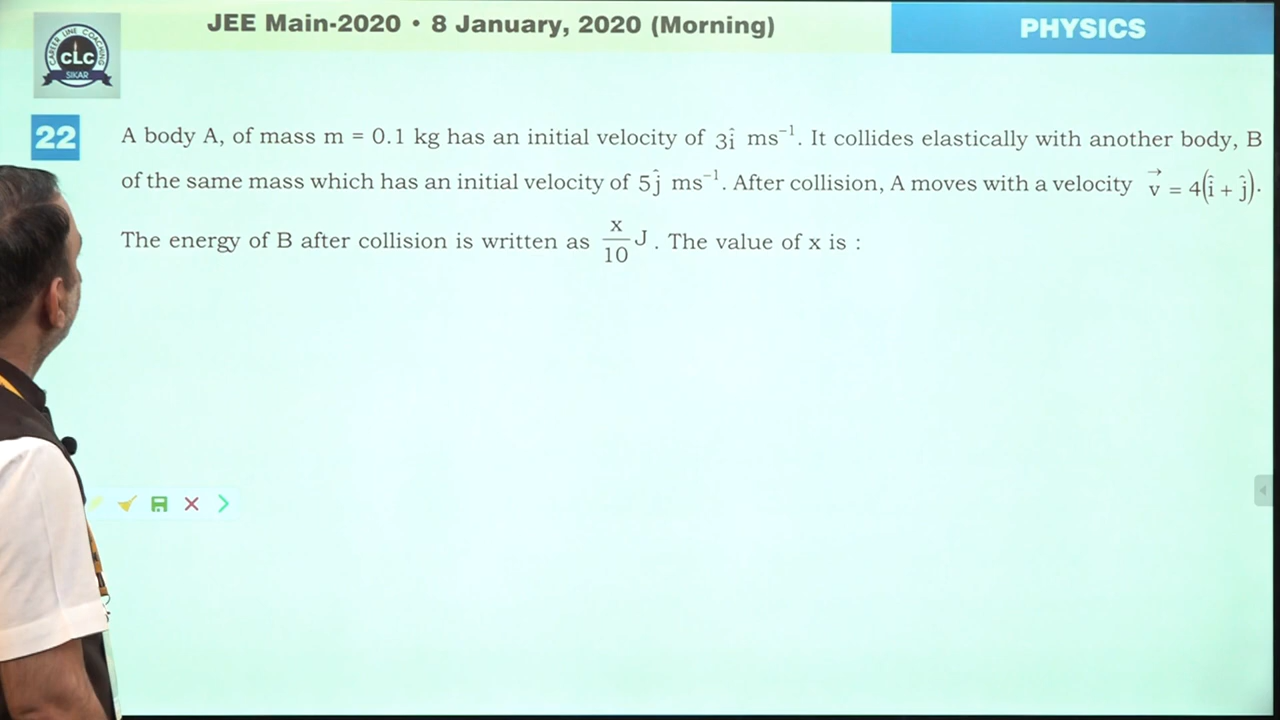 JEE Main-2020 • 8 January, 2020 (Morning)
PHYSICS
CAREER LINE COACHING
CLC
SIKAR
22
A body A, of mass m = 0.1 kg has an initial velocity of 3î ms⁻¹. It collides elastically with another body, B
of the same mass which has an initial velocity of 5ĵ ms⁻¹. After collision, A moves with a velocity v⃗ = 4(î + ĵ).
The energy of B after collision is written as x/10 J. The value of x is :